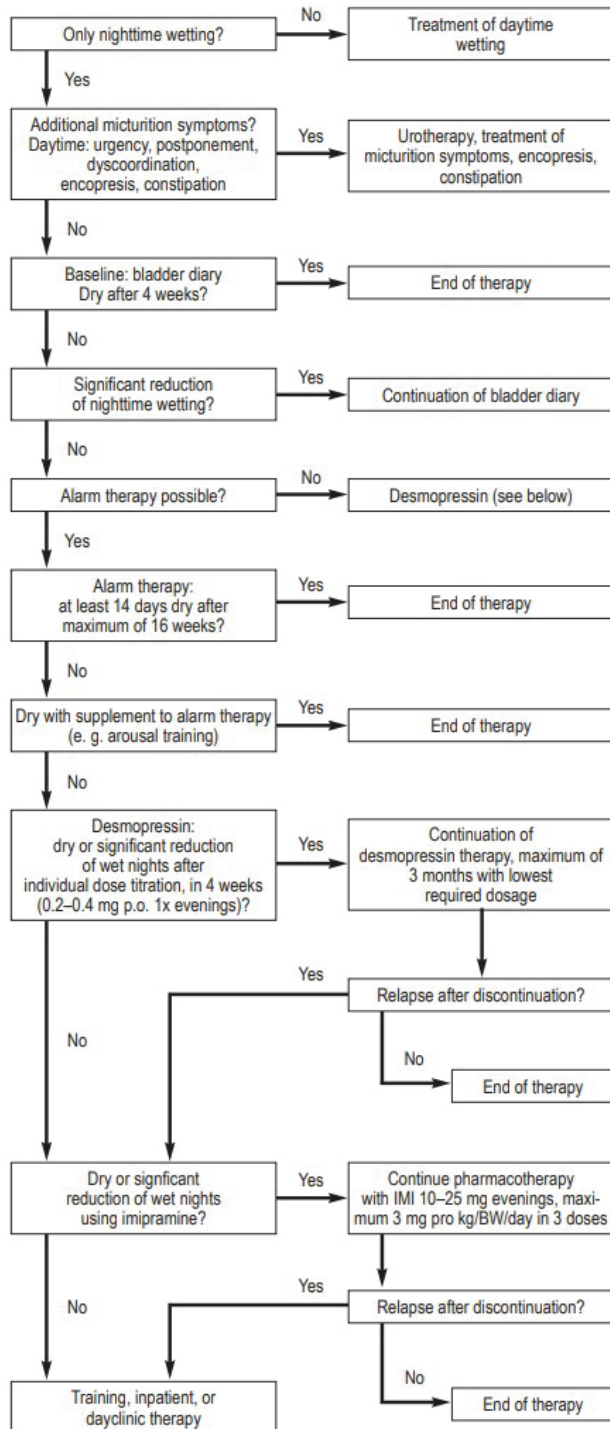 Only nighttime wetting?
No
Treatment of daytime
wetting
Yes
Additional micturition symptoms?
Daytime: urgency, postponement,
dyscoordination,
encopresis, constipation
Yes
Urotherapy, treatment of
micturition symptoms, encopresis,
constipation
No
Baseline: bladder diary
Dry after 4 weeks?
Yes
End of therapy
No
Significant reduction
of nighttime wetting?
Yes
Continuation of bladder diary
No
Alarm therapy possible?
No
Desmopressin (see below)
Yes
Alarm therapy:
at least 14 days dry after
maximum of 16 weeks?
Yes
End of therapy
No
Dry with supplement to alarm therapy
(e. g. arousal training)
Yes
End of therapy
No
Desmopressin:
dry or significant reduction
of wet nights after
individual dose titration, in 4 weeks
(0.2–0.4 mg p.o. 1x evenings)?
Yes
Continuation of
desmopressin therapy, maximum of
3 months with lowest
required dosage
Yes
Relapse after discontinuation?
No
No
End of therapy
Dry or signficant
reduction of wet nights
using imipramine?
Yes
Continue pharmacotherapy
with IMI 10–25 mg evenings, maxi-
mum 3 mg pro kg/BW/day in 3 doses
Yes
Relapse after discontinuation?
No
No
End of therapy
Training, inpatient, or
dayclinic therapy